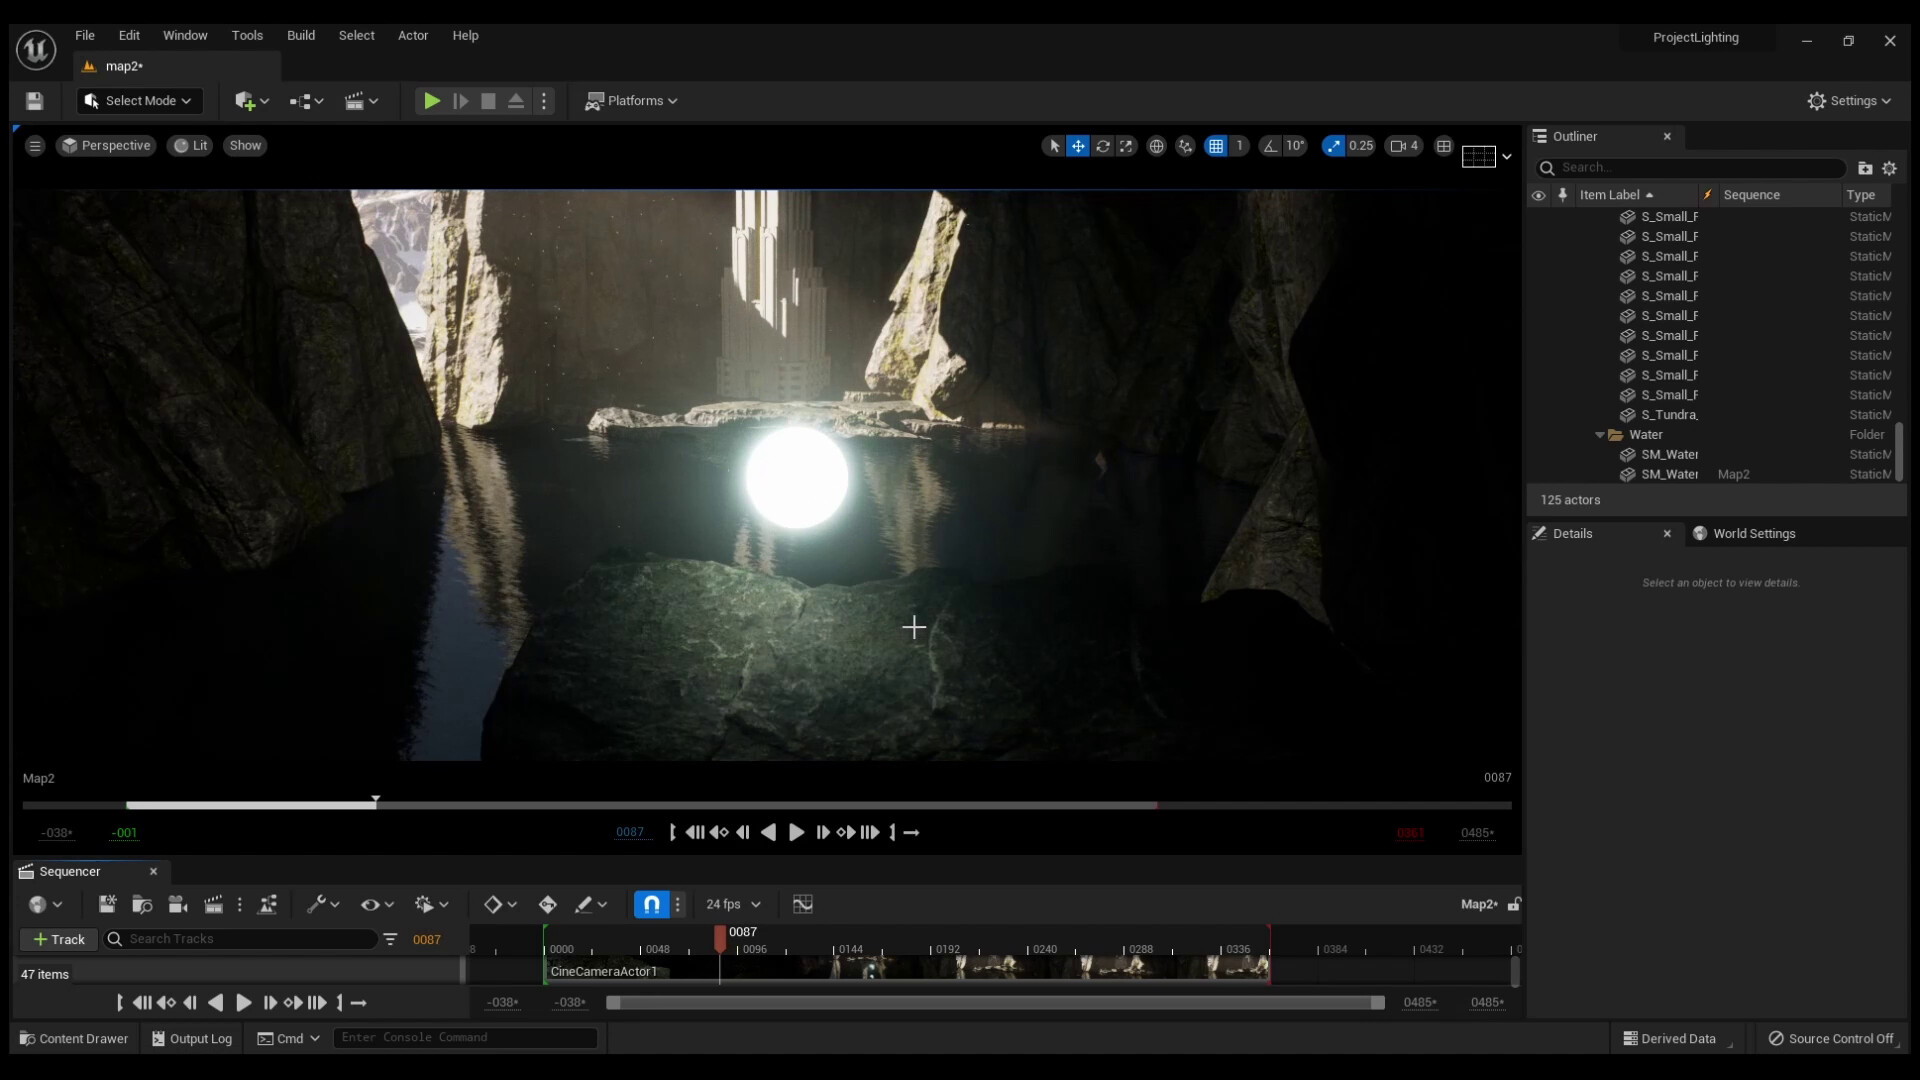 File Edit Window Tools Build Select Actor Help
ProjectLighting
map2*
Select Mode
Platforms
Settings
Perspective Lit Show
1 10° 0.25 4
Outliner
Search...
Item Label Sequence Type
S_Small_F StaticM
S_Small_F StaticM
S_Small_F StaticM
S_Small_F StaticM
S_Small_F StaticM
S_Small_F StaticM
S_Small_F StaticM
S_Small_F StaticM
S_Small_F StaticM
S_Small_F StaticM
S_Tundra_ StaticM
Water Folder
SM_Water StaticM
SM_Water Map2 StaticM
125 actors
Details World Settings
Select an object to view details.
Map2 0087
-038* -001 0087 0361 0485*
Sequencer
24 fps Map2*
+ Track Search Tracks 0087
0087
8 0000 0048 0096 0144 0192 0240 0288 0336 0384 0432 0
47 items
CineCameraActor1
-038* -038* 0485* 0485*
Content Drawer Output Log Cmd Enter Console Command Derived Data Source Control Off